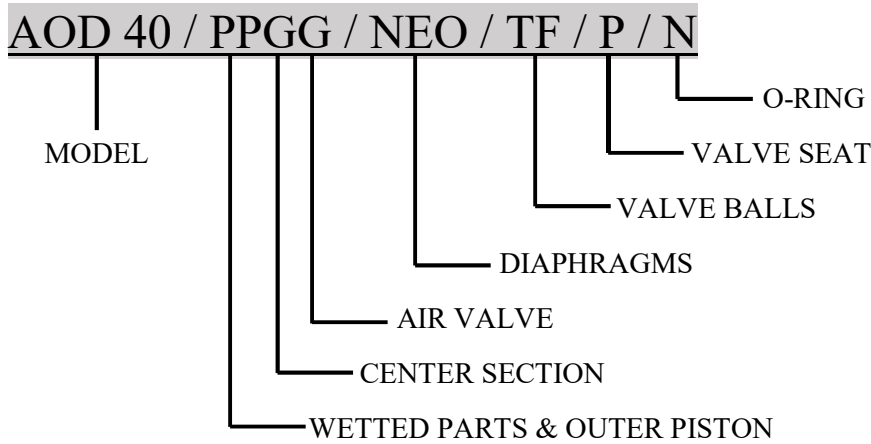 AOD 40 / PPGG / NEO / TF / P / N
O-RING
MODEL
VALVE SEAT
VALVE BALLS
DIAPHRAGMS
AIR VALVE
CENTER SECTION
WETTED PARTS & OUTER PISTON